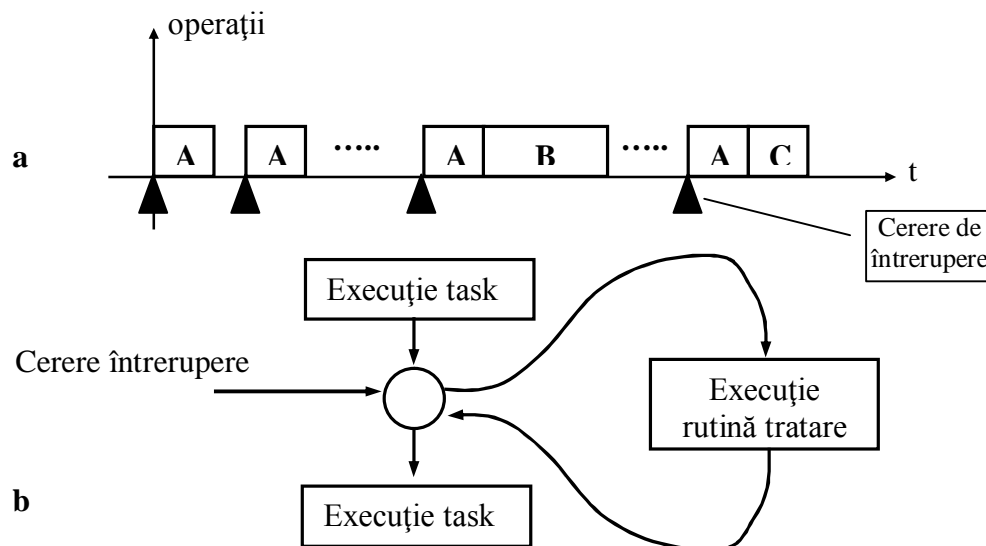 operaţii
a
A
A
.....
A
B
.....
A
C
t
Cerere de
întrerupere
Execuţie task
Cerere întrerupere
Execuţie
rutină tratare
b
Execuţie task